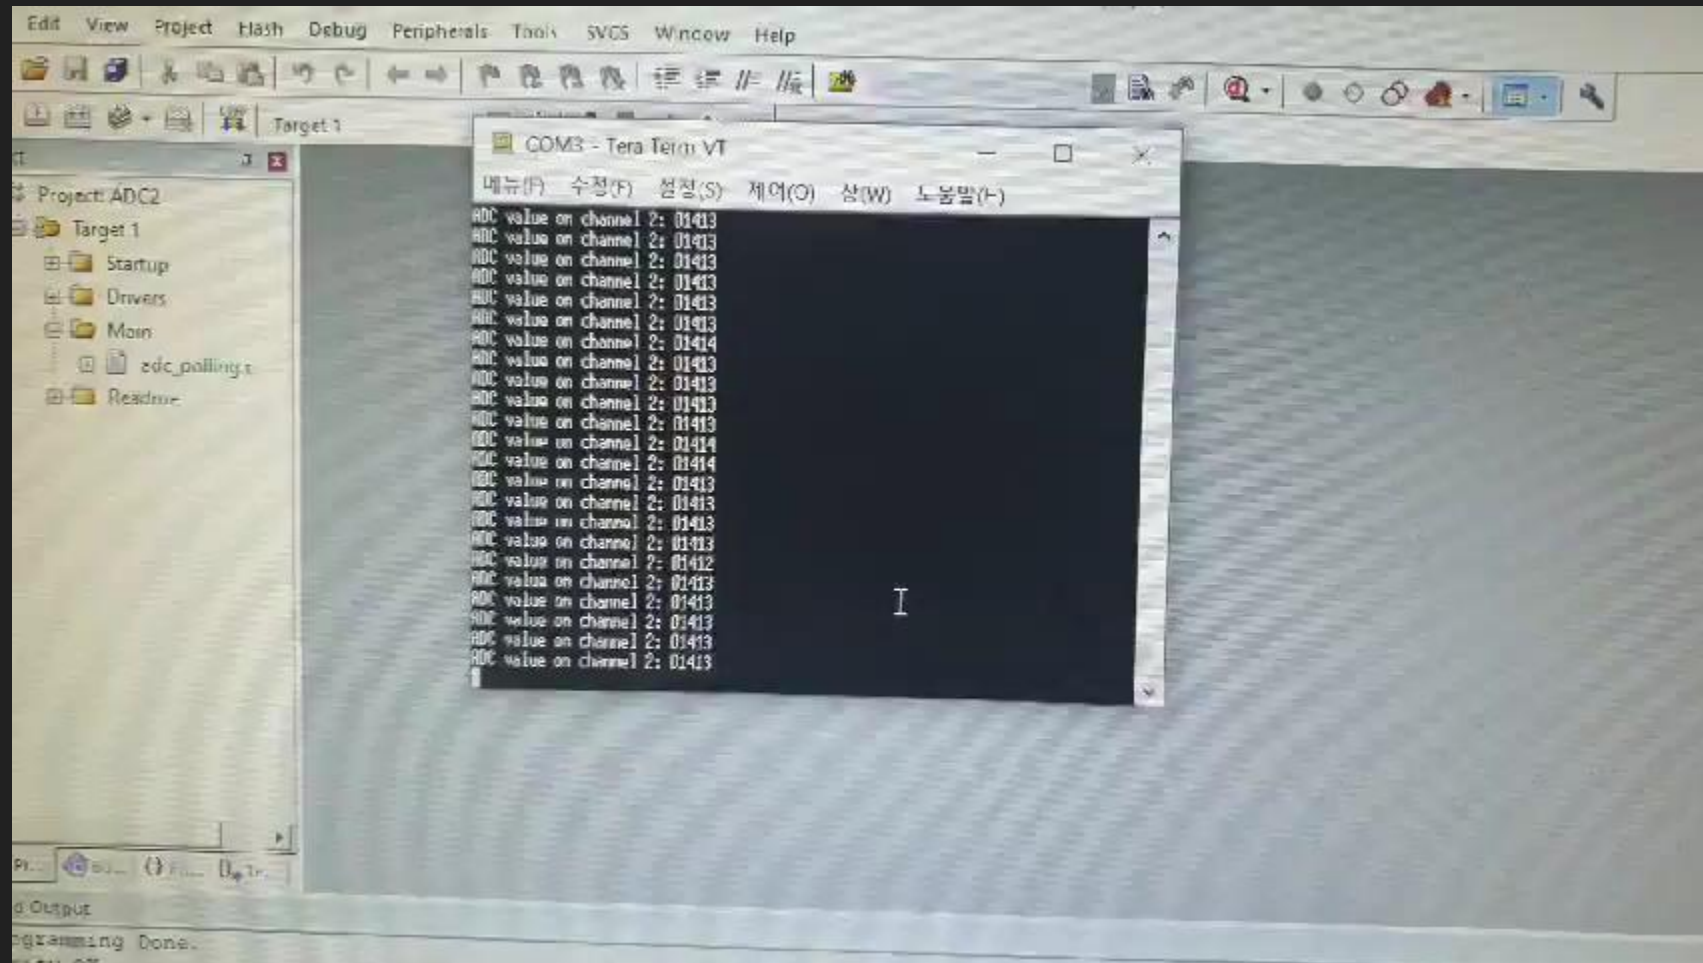 Edit View Project Flash Debug Peripherals Tools SVCS Window Help
Target 1
COM3 - Tera Term VT
메뉴(F) 수정(F) 설정(S) 제어(O) 창(W) 도움말(H)
Project: ADC2
Target 1
Startup
Drivers
Main
adc_polling.c
Readme
ADC value on channel 2: 01413
ADC value on channel 2: 01413
ADC value on channel 2: 01413
ADC value on channel 2: 01413
ADC value on channel 2: 01413
ADC value on channel 2: 01413
ADC value on channel 2: 01414
ADC value on channel 2: 01413
ADC value on channel 2: 01413
ADC value on channel 2: 01413
ADC value on channel 2: 01413
ADC value on channel 2: 01414
ADC value on channel 2: 01414
ADC value on channel 2: 01413
ADC value on channel 2: 01413
ADC value on channel 2: 01413
ADC value on channel 2: 01413
ADC value on channel 2: 01412
ADC value on channel 2: 01413
ADC value on channel 2: 01413
ADC value on channel 2: 01413
ADC value on channel 2: 01413
ADC value on channel 2: 01413
Output
Done.